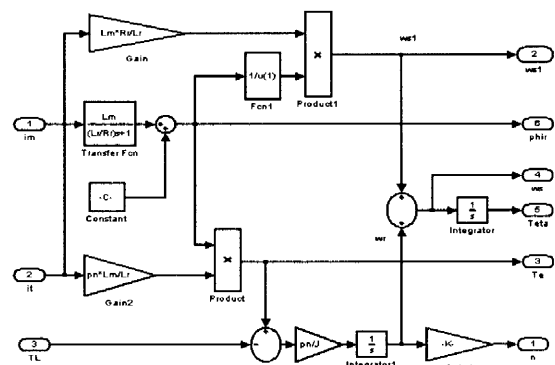 Lm*Rr/Lr
Gain
×
Product1
ws1
2
ws1
1/u(1)
Fcn1
1
im
Lm
(Lr/Rr)s+1
Transfer Fcn
+
+
6
phir
-C-
Constant
4
ws
1
s
Integrator
5
Teta
+
+
wr
2
it
pn*Lm/Lr
Gain2
×
Product
3
Te
3
TL
+
-
pn/J
1
s
Integrator1
-K-
1
n